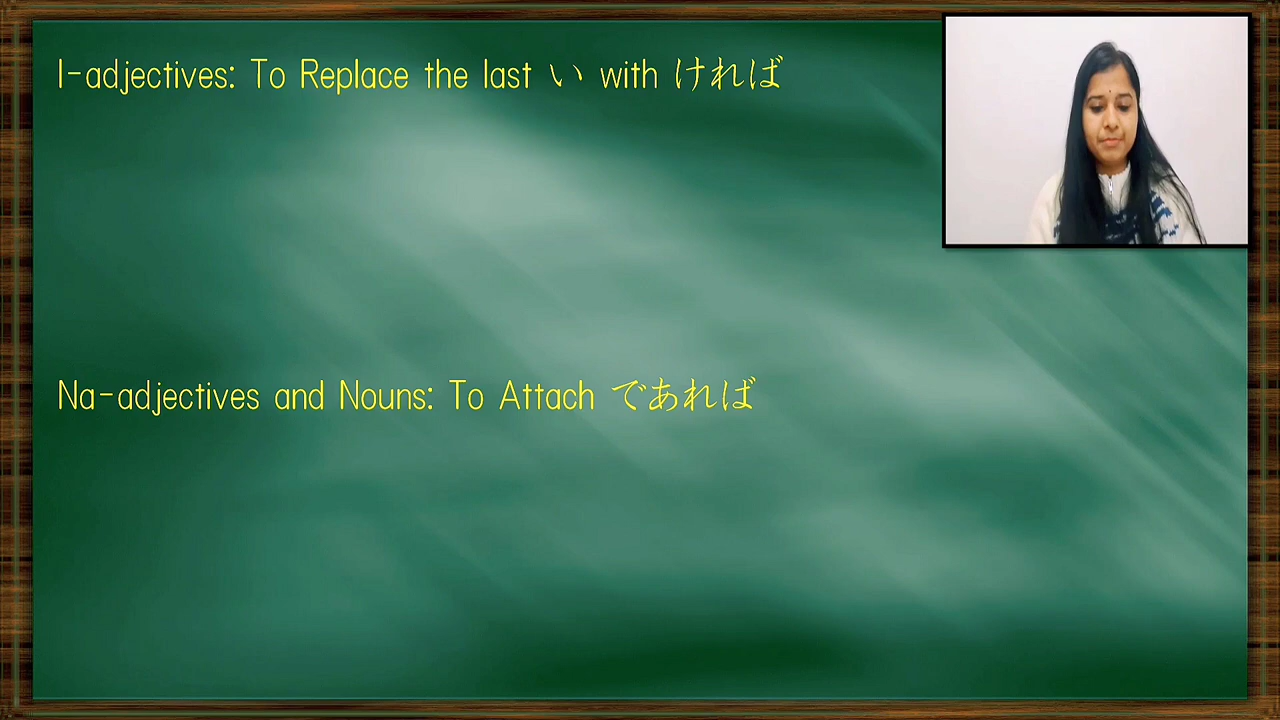 I-adjectives: To Replace the last い with ければ
Na-adjectives and Nouns: To Attach であれば